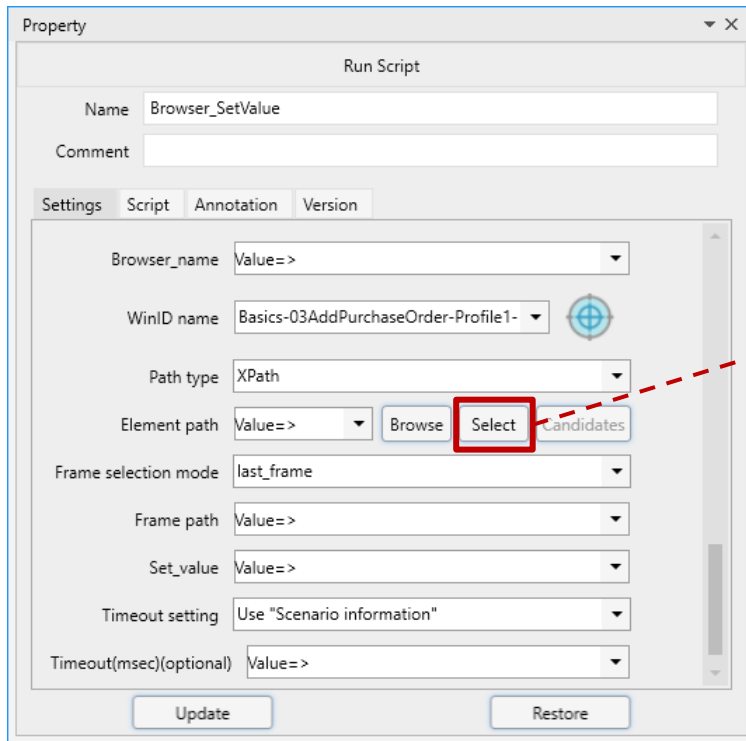 Property
Run Script
Name Browser_SetValue
Comment
Settings Script Annotation Version
Browser_name Value=>
WinID name Basics-03AddPurchaseOrder-Profile1-
Path type XPath
Element path Value=> Browse Select Candidates
Frame selection mode last_frame
Frame path Value=>
Set_value Value=>
Timeout setting Use "Scenario information"
Timeout(msec)(optional) Value=>
Update Restore